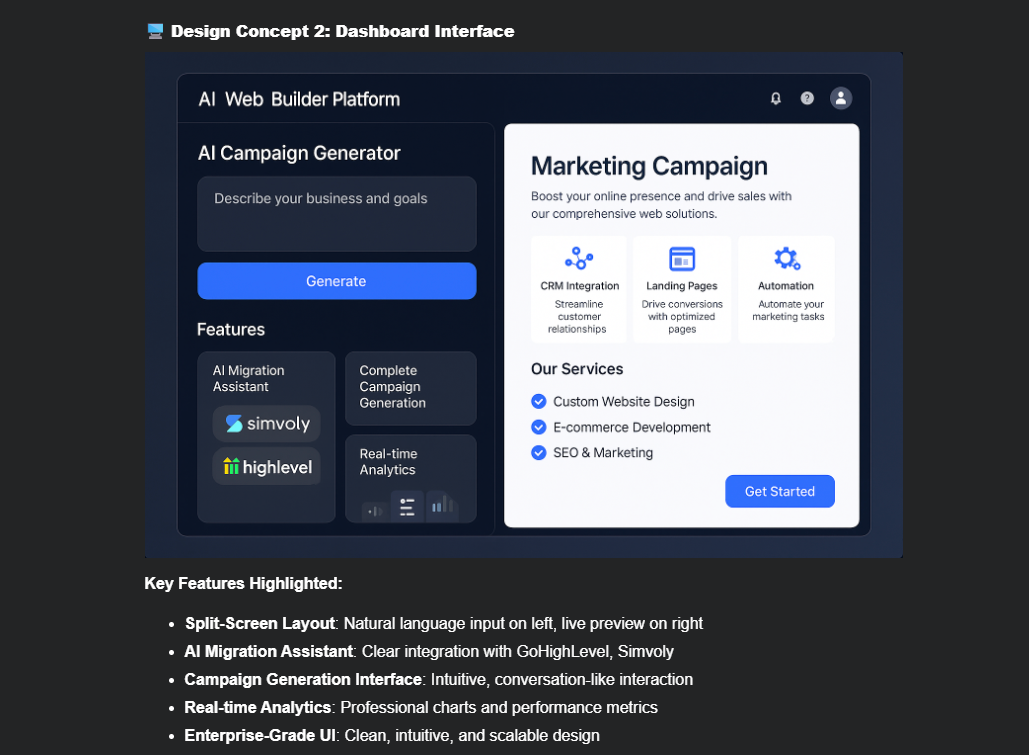 Design Concept 2: Dashboard Interface
AI Web Builder Platform
AI Campaign Generator
Describe your business and goals
Generate
Features
AI Migration
Assistant
simvoly
highlevel
Complete
Campaign
Generation
Real-time
Analytics
Marketing Campaign
Boost your online presence and drive sales with
our comprehensive web solutions.
CRM Integration
Streamline
customer
relationships
Landing Pages
Drive conversions
with optimized
pages
Automation
Automate your
marketing tasks
Our Services
Custom Website Design
E-commerce Development
SEO & Marketing
Get Started
Key Features Highlighted:
• Split-Screen Layout: Natural language input on left, live preview on right
• AI Migration Assistant: Clear integration with GoHighLevel, Simvoly
• Campaign Generation Interface: Intuitive, conversation-like interaction
• Real-time Analytics: Professional charts and performance metrics
• Enterprise-Grade UI: Clean, intuitive, and scalable design